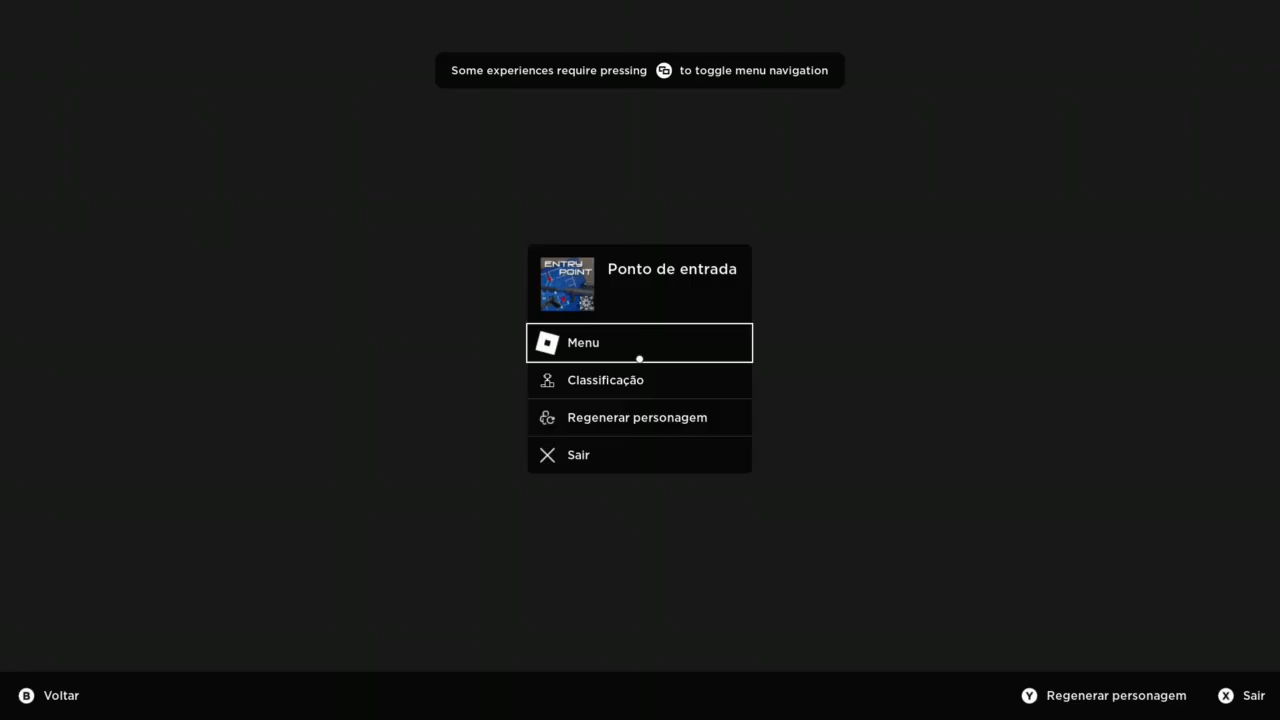 Some experiences require pressing to toggle menu navigation
ENTRY
POINT
Ponto de entrada
Menu
Classificação
Regenerar personagem
Sair
B Voltar
Y Regenerar personagem
X Sair